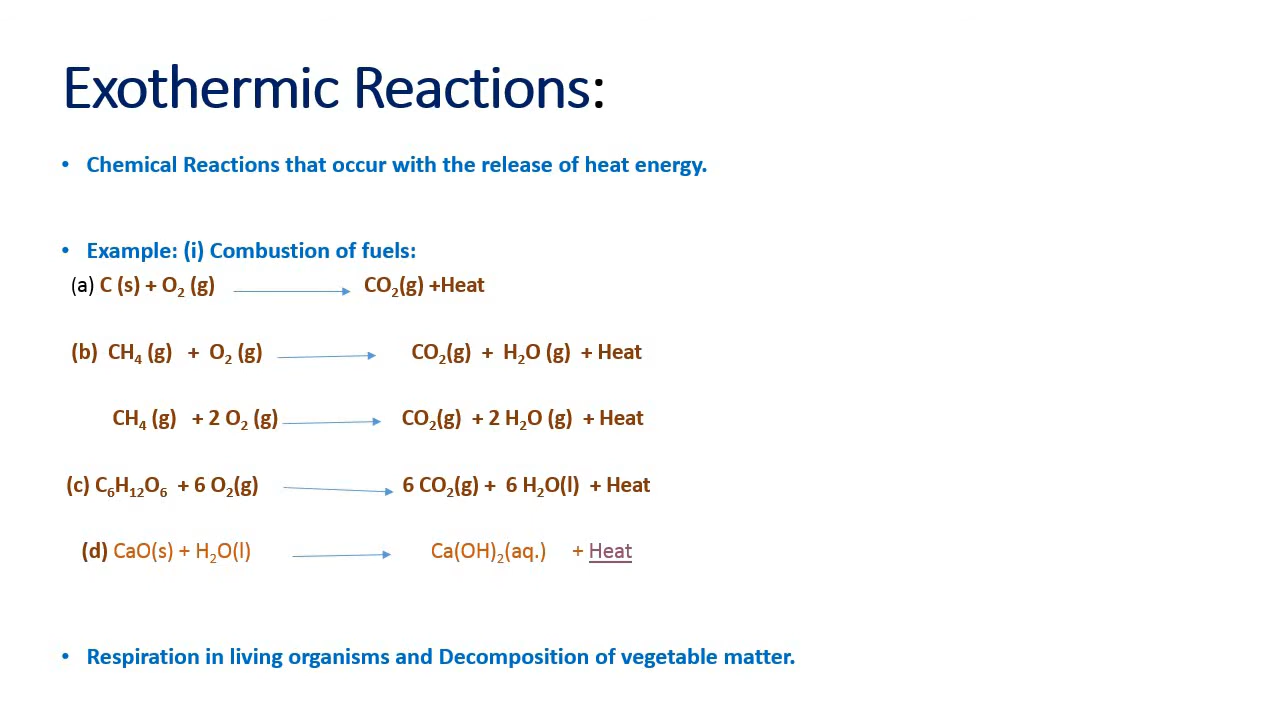 Exothermic Reactions:
• Chemical Reactions that occur with the release of heat energy.
• Example: (i) Combustion of fuels:
(a) C (s) + O₂ (g) ⟶ CO₂(g) +Heat
(b) CH₄ (g) + O₂ (g) ⟶ CO₂(g) + H₂O (g) + Heat
CH₄ (g) + 2 O₂ (g) ⟶ CO₂(g) + 2 H₂O (g) + Heat
(c) C₆H₁₂O₆ + 6 O₂(g) ⟶ 6 CO₂(g) + 6 H₂O(l) + Heat
(d) CaO(s) + H₂O(l) ⟶ Ca(OH)₂(aq.) + Heat
• Respiration in living organisms and Decomposition of vegetable matter.